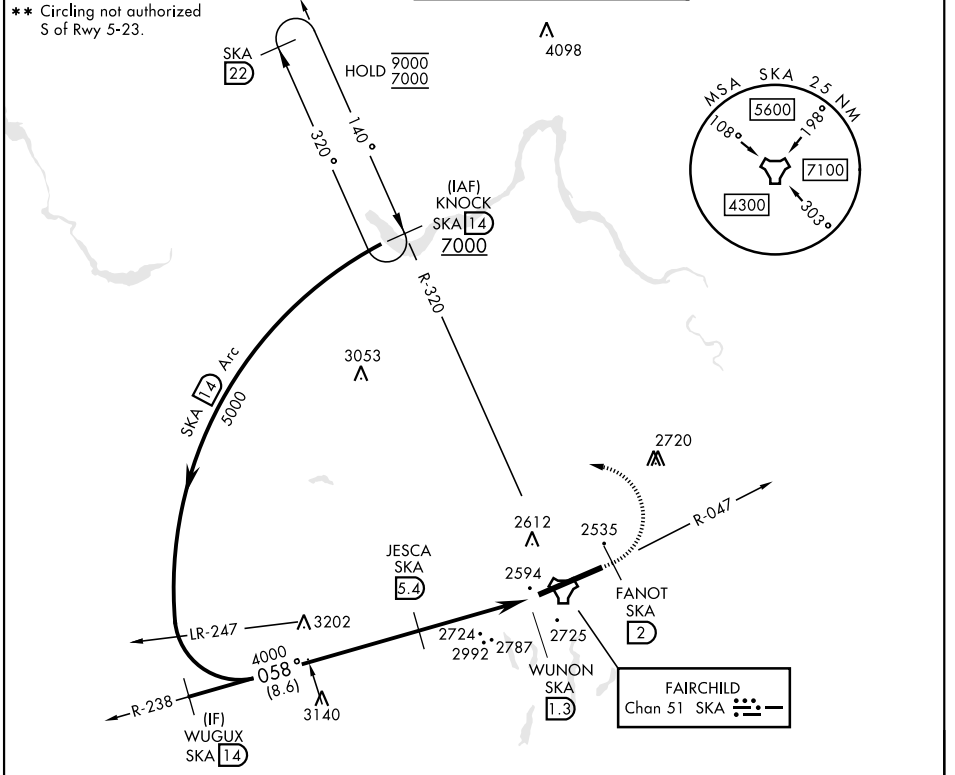 ** Circling not authorized
S of Rwy 5-23.
SKA
22
HOLD 9000
7000
4098
MSA SKA 25 NM
5600
108°
198°
7100
4300
303°
320°
140°
(IAF)
KNOCK
SKA 14
7000
R-320
SKA 14 Arc
5000
3053
2720
R-047
2612
2535
JESCA
SKA
5.4
2594
FANOT
SKA
2
LR-247
3202
2724
2992
2787
2725
4000
058°
(8.6)
WUNON
SKA
1.3
R-238
3140
(IF)
WUGUX
SKA 14
FAIRCHILD
Chan 51 SKA